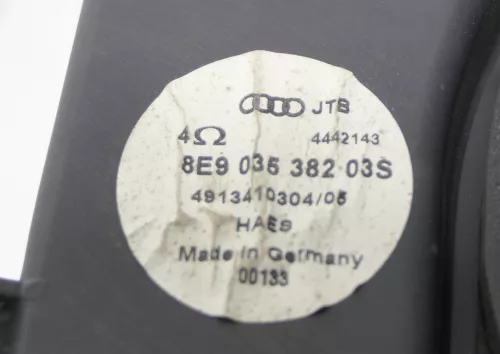 JTB
4Ω 4442143
8E9 035 382 03S
4913410304/05
HAES
Made in Germany
00133